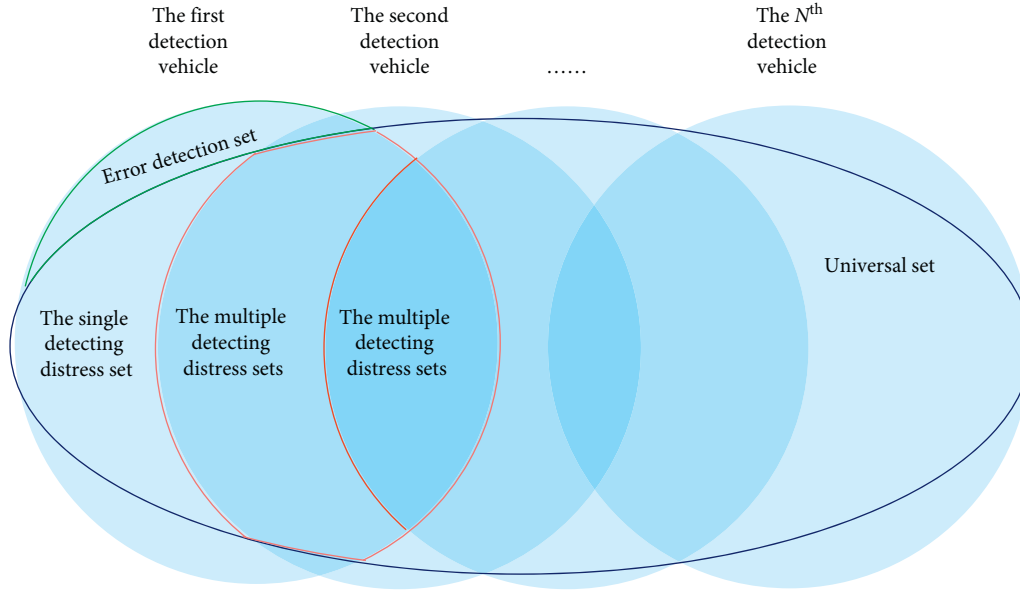 The first
detection
vehicle
The second
detection
vehicle
......
The Nth
detection
vehicle
Error detection set
Universal set
The single
detecting
distress set
The multiple
detecting
distress sets
The multiple
detecting
distress sets